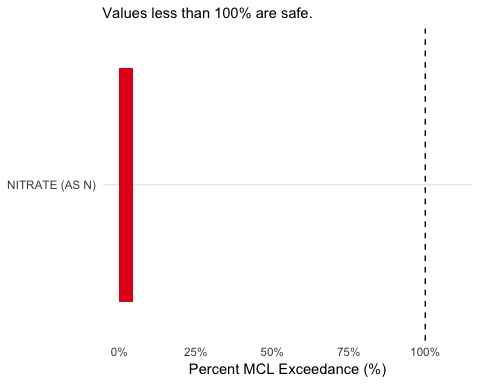 Values less than 100% are safe.
NITRATE (AS N)
0% 25% 50% 75% 100%
Percent MCL Exceedance (%)